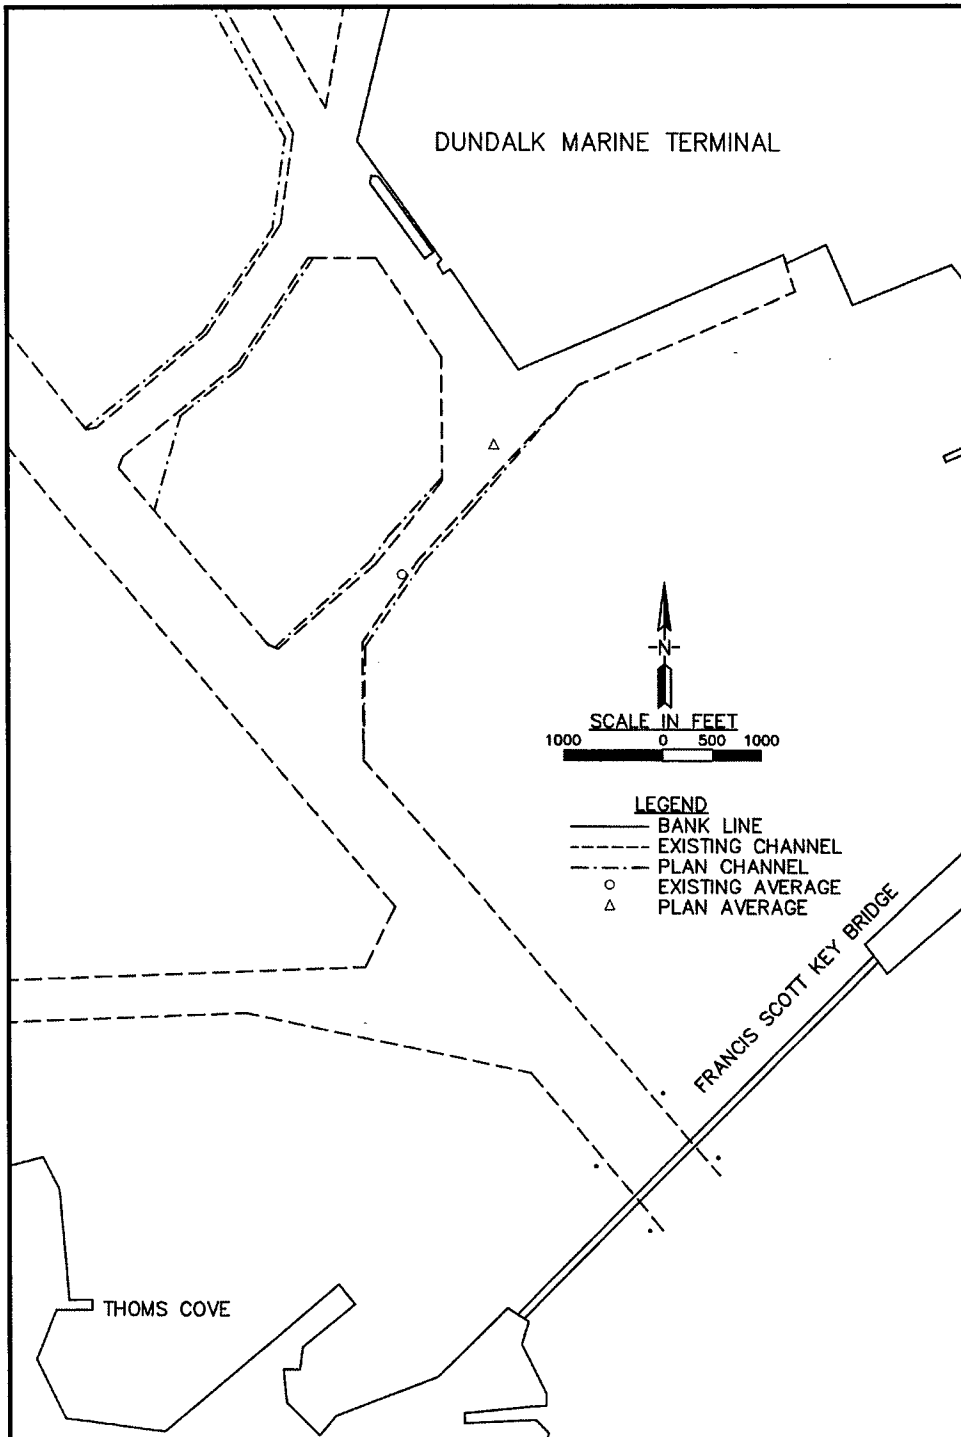 DUNDALK MARINE TERMINAL
-N-
SCALE IN FEET
1000 0 500 1000
LEGEND
BANK LINE
EXISTING CHANNEL
PLAN CHANNEL
EXISTING AVERAGE
PLAN AVERAGE
FRANCIS SCOTT KEY BRIDGE
THOMS COVE